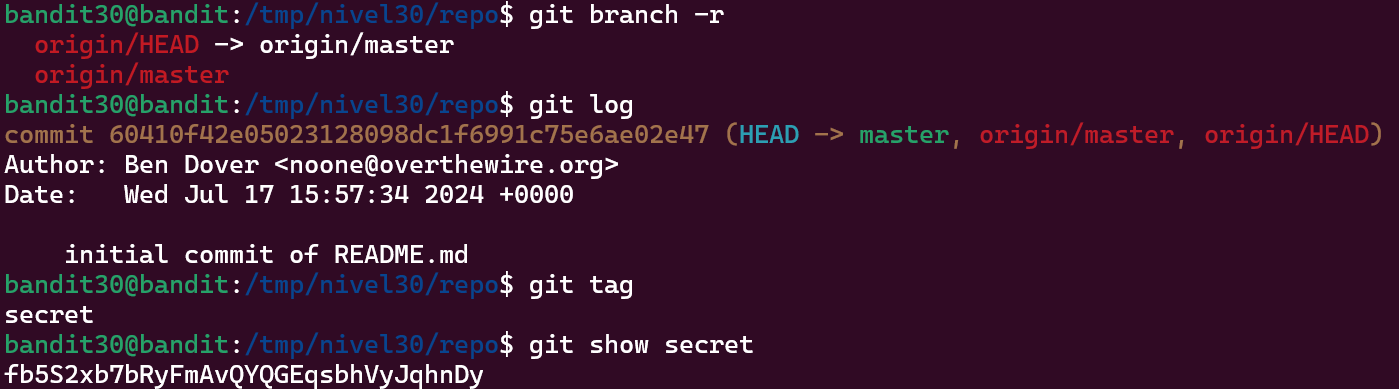 bandit30@bandit:/tmp/nivel30/repo$ git branch -r
  origin/HEAD -> origin/master
  origin/master
bandit30@bandit:/tmp/nivel30/repo$ git log
commit 60410f42e05023128098dc1f6991c75e6ae02e47 (HEAD -> master, origin/master, origin/HEAD)
Author: Ben Dover <noone@overthewire.org>
Date:   Wed Jul 17 15:57:34 2024 +0000

    initial commit of README.md
bandit30@bandit:/tmp/nivel30/repo$ git tag
secret
bandit30@bandit:/tmp/nivel30/repo$ git show secret
fb5S2xb7bRyFmAvQYQGEqsbhVyJqhnDy